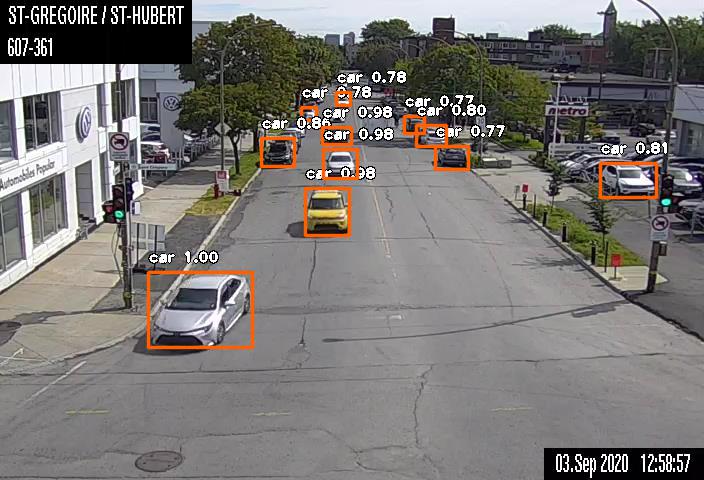 ST-GREGOIRE / ST-HUBERT
607-361
car 0.78
car 0.78
car 0.98
car 0.77
car 0.80
car 0.86
car 0.98
car 0.77
car 0.98
car 0.81
car 1.00
metro
Automobiles Popular
03.Sep 2020 12:58:57